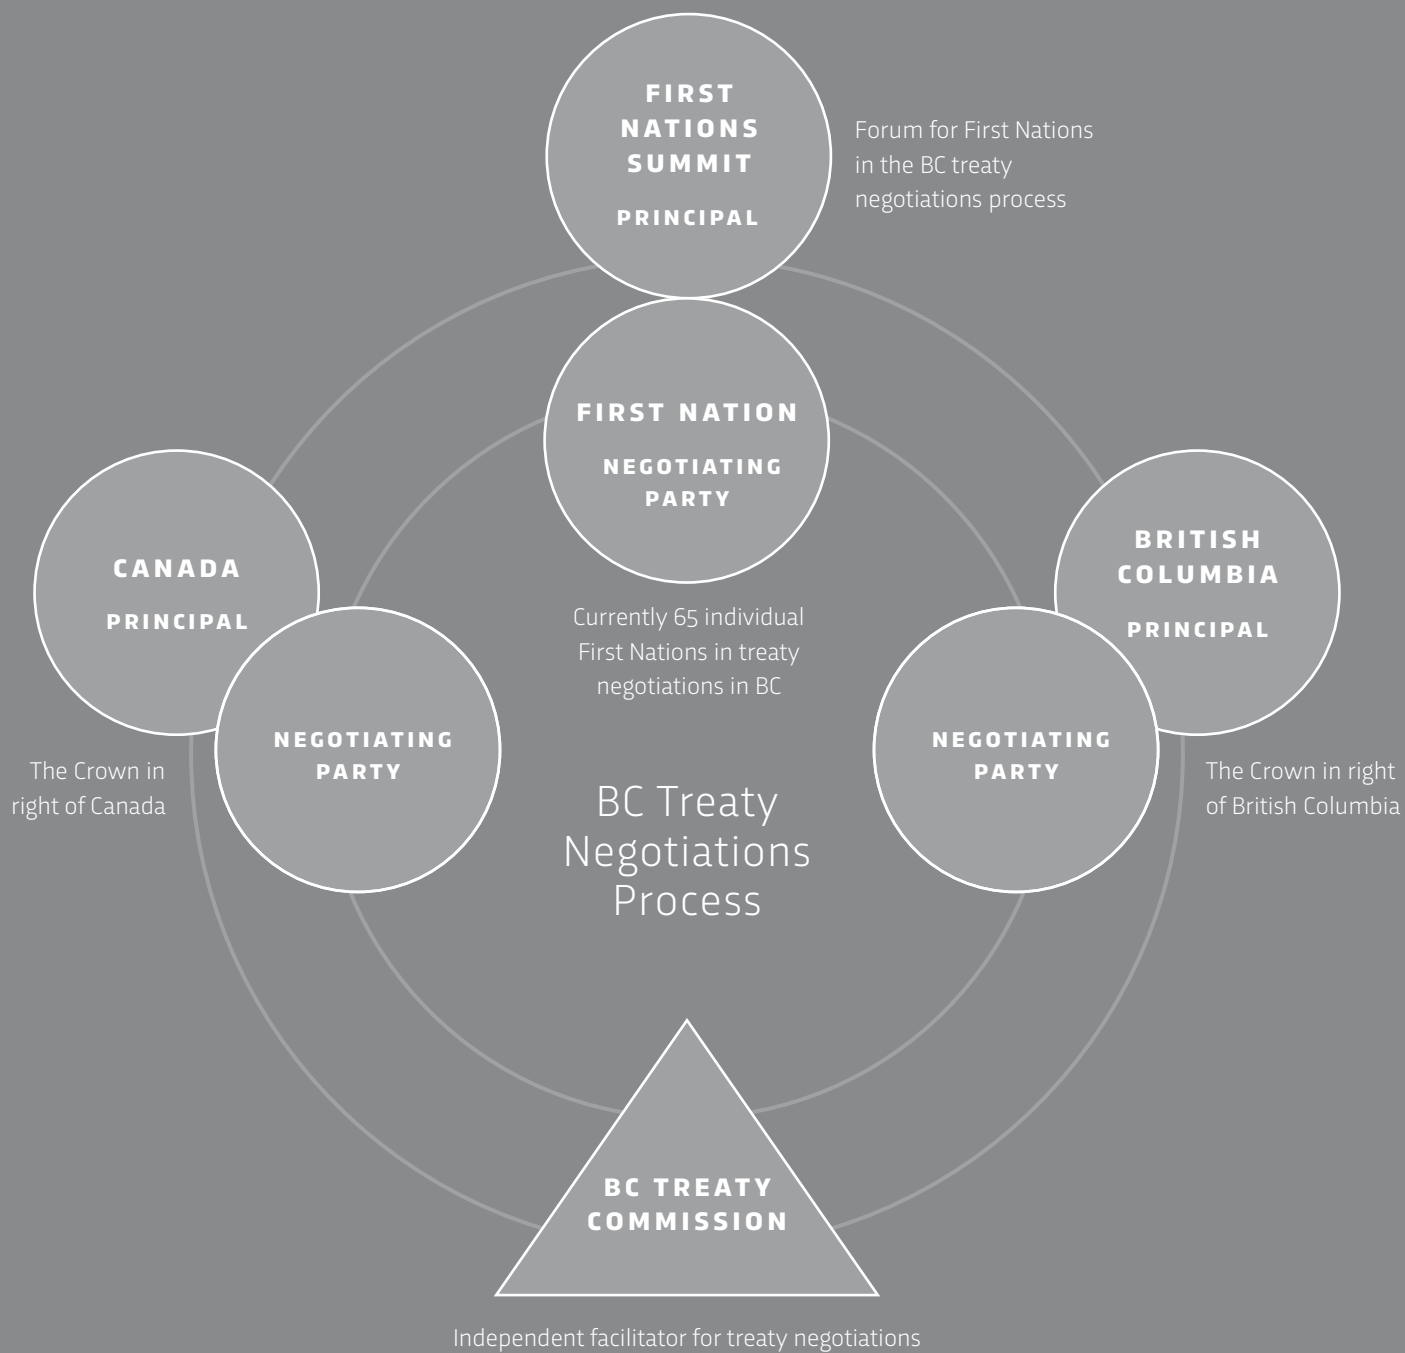 FIRST
NATIONS
SUMMIT
PRINCIPAL
Forum for First Nations
in the BC treaty
negotiations process
FIRST NATION
NEGOTIATING
PARTY
Currently 65 individual
First Nations in treaty
negotiations in BC
CANADA
PRINCIPAL
NEGOTIATING
PARTY
The Crown in
right of Canada
BRITISH
COLUMBIA
PRINCIPAL
NEGOTIATING
PARTY
The Crown in right
of British Columbia
BC Treaty
Negotiations
Process
BC TREATY
COMMISSION
Independent facilitator for treaty negotiations